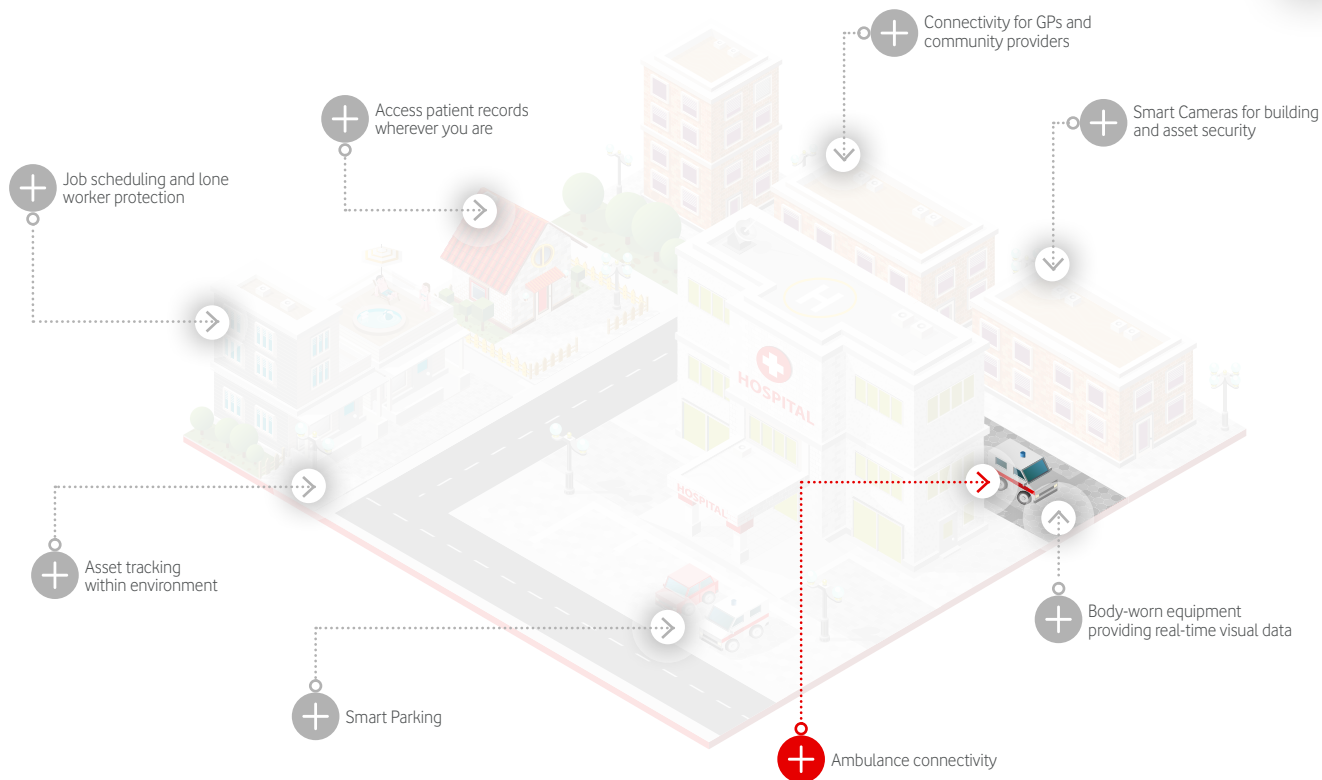 Connectivity for GPs and
community providers
Access patient records
wherever you are
Smart Cameras for building
and asset security
Job scheduling and lone
worker protection
H
HOSPITAL
HOSPITAL
Asset tracking
within environment
Body-worn equipment
providing real-time visual data
Smart Parking
Ambulance connectivity